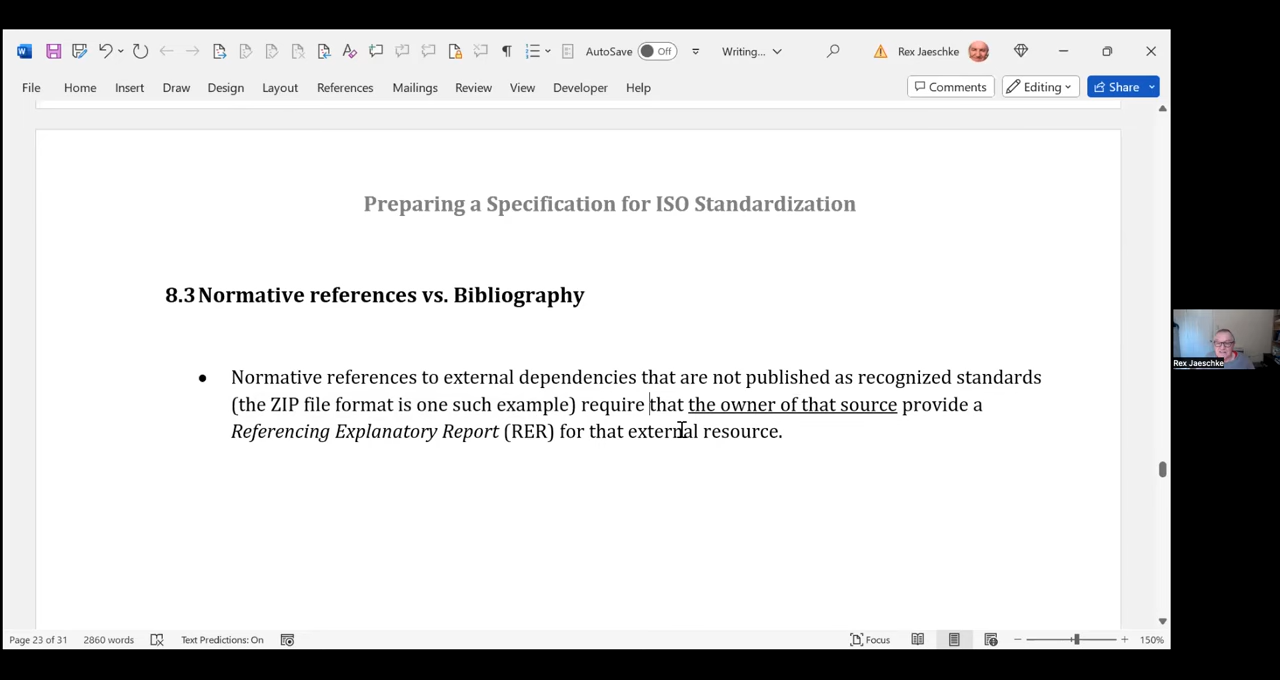 AutoSave Off Writing... Rex Jaeschke
File Home Insert Draw Design Layout References Mailings Review View Developer Help Comments Editing Share
Preparing a Specification for ISO Standardization
8.3 Normative references vs. Bibliography
• Normative references to external dependencies that are not published as recognized standards
(the ZIP file format is one such example) require that the owner of that source provide a
Referencing Explanatory Report (RER) for that external resource.
Rex Jaeschke
Page 23 of 31 2860 words Text Predictions: On Focus 150%